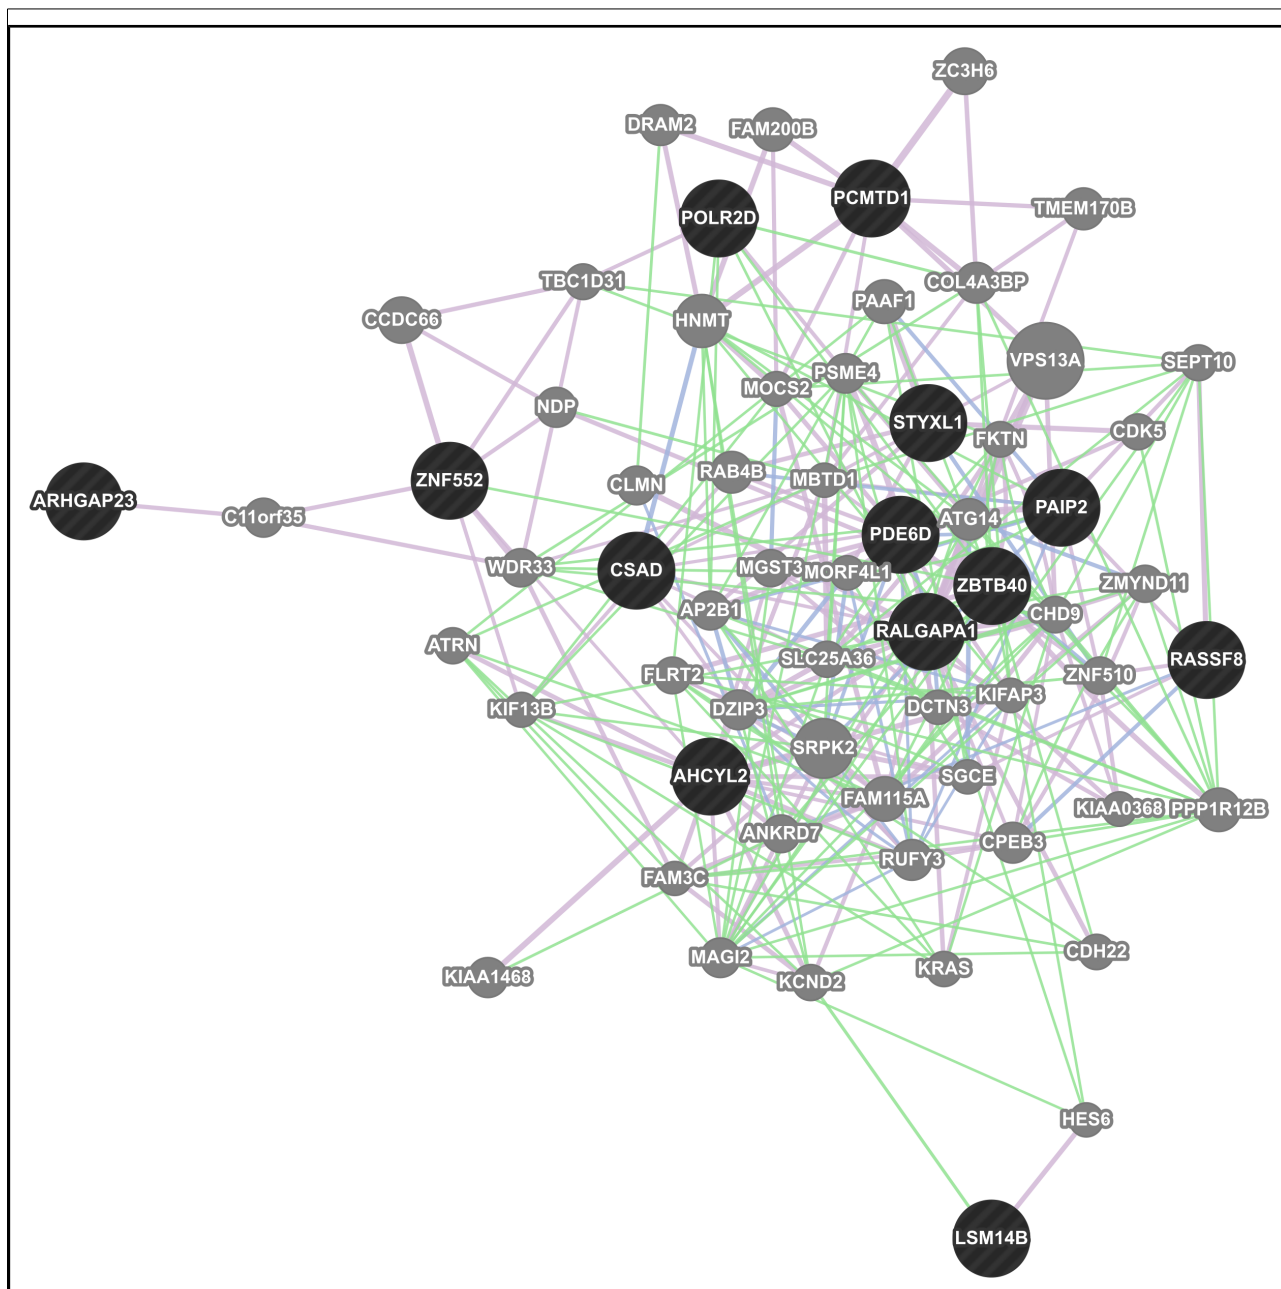 ZC3H6
DRAM2
FAM200B
PCMTD1
POLR2D
TMEM170B
TBC1D31
COL4A3BP
PAAF1
CCDC66
HNMT
VPS13A
SEPT10
PSME4
MOCS2
NDP
STYXL1
CDK5
FKTN
RAB4B
ZNF552
MBTD1
CLMN
ARHGAP23
C11orf35
PAIP2
ATG14
PDE6D
WDR33
CSAD
MGST3
MORF4L1
ZBTB40
ZMYND11
AP2B1
CHD9
RALGAPA1
ATRN
SLC25A36
RASSF8
FLRT2
ZNF510
KIFAP3
KIF13B
DZIP3
DCTN3
SRPK2
AHCYL2
SGCE
FAM115A
KIAA0368
PPP1R12B
ANKRD7
CPEB3
RUFY3
FAM3C
CDH22
MAGI2
KRAS
KIAA1468
KCND2
HES6
LSM14B